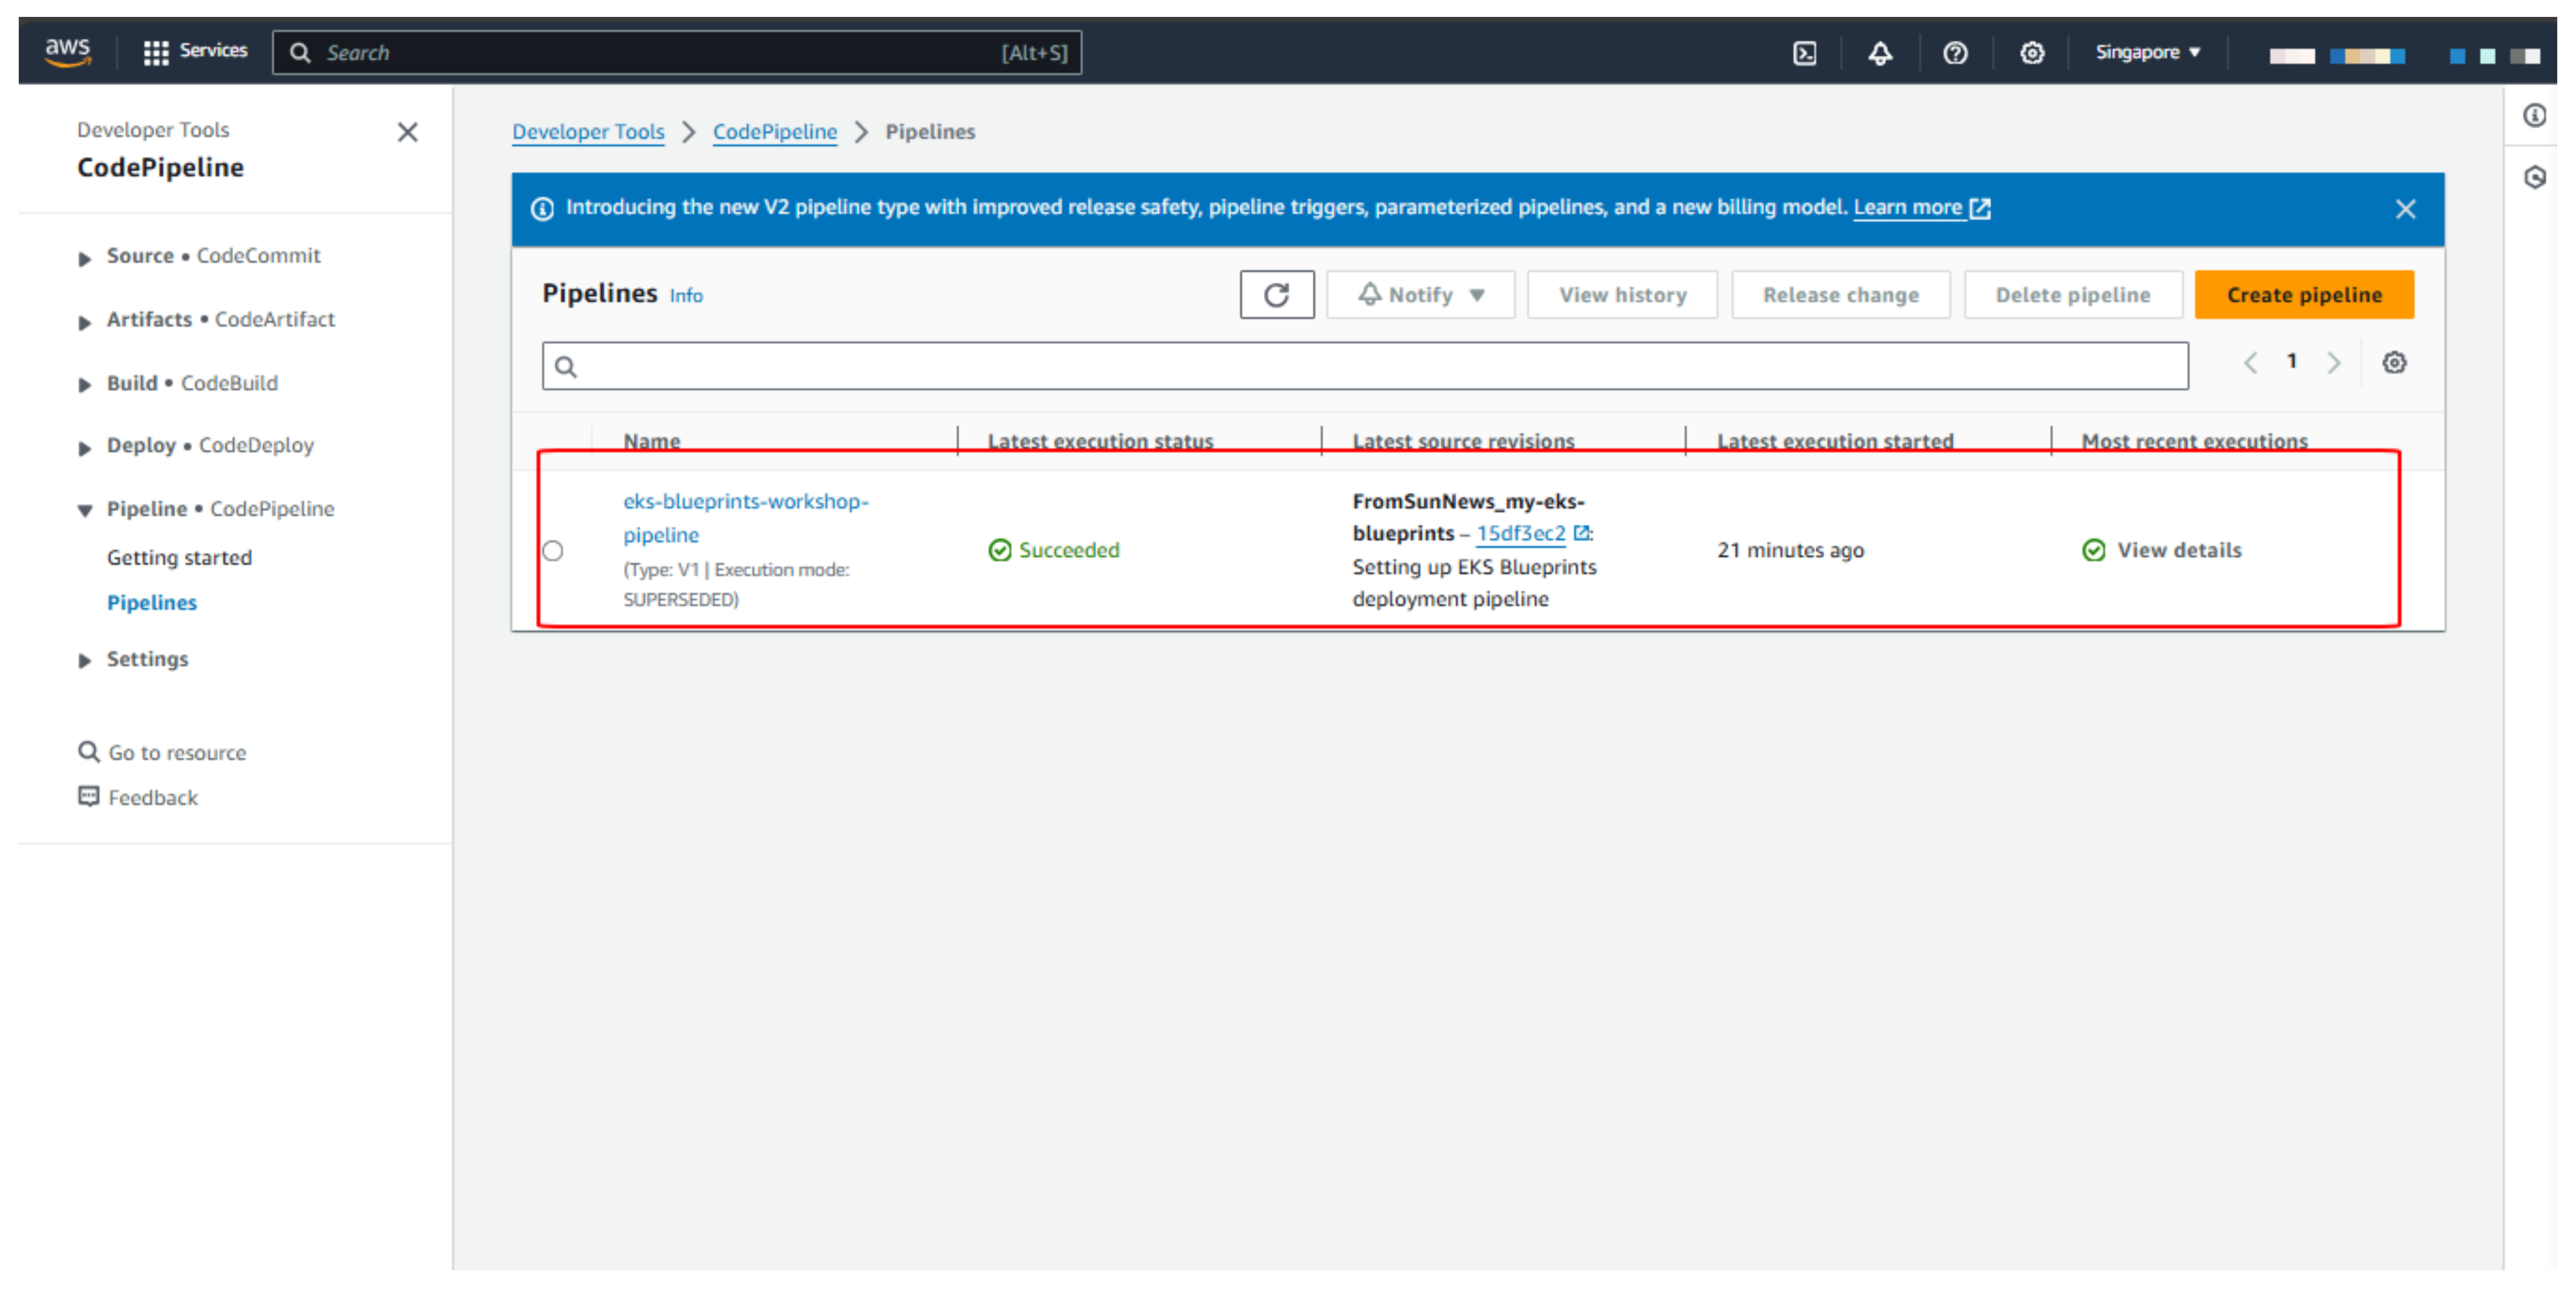 aws
Services
Search
[Alt+S]
Singapore ▼
Developer Tools
CodePipeline
Source • CodeCommit
Artifacts • CodeArtifact
Build • CodeBuild
Deploy • CodeDeploy
Pipeline • CodePipeline
Getting started
Pipelines
Settings
Go to resource
Feedback
Developer Tools > CodePipeline > Pipelines
Introducing the new V2 pipeline type with improved release safety, pipeline triggers, parameterized pipelines, and a new billing model. Learn more
Pipelines Info
Notify ▼
View history
Release change
Delete pipeline
Create pipeline
< 1 >
Name
Latest execution status
Latest source revisions
Latest execution started
Most recent executions
eks-blueprints-workshop-
pipeline
(Type: V1 | Execution mode:
SUPERSEDED)
Succeeded
FromSunNews_my-eks-
blueprints – 15df3ec2 :
Setting up EKS Blueprints
deployment pipeline
21 minutes ago
View details